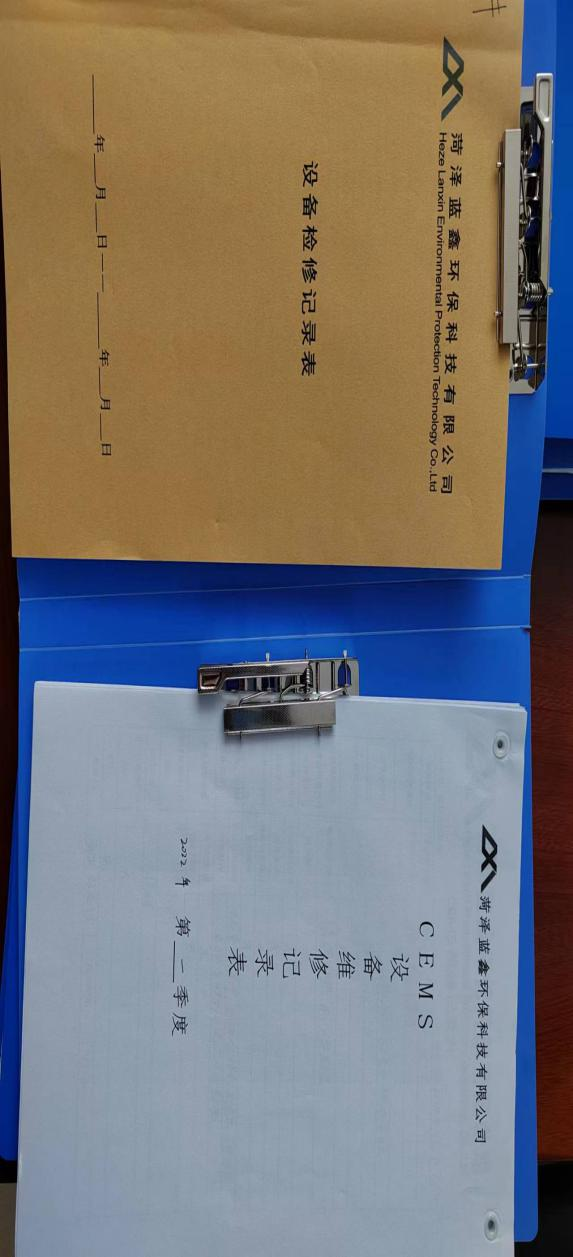 菏泽蓝鑫环保科技有限公司
Heze Lanxin Environmental Protection Technology Co.,Ltd
设备检修记录表
___年__月__日——___年__月__日
菏泽蓝鑫环保科技有限公司
CEMS
设
备
维
修
记
录
表
2022年 第二季度